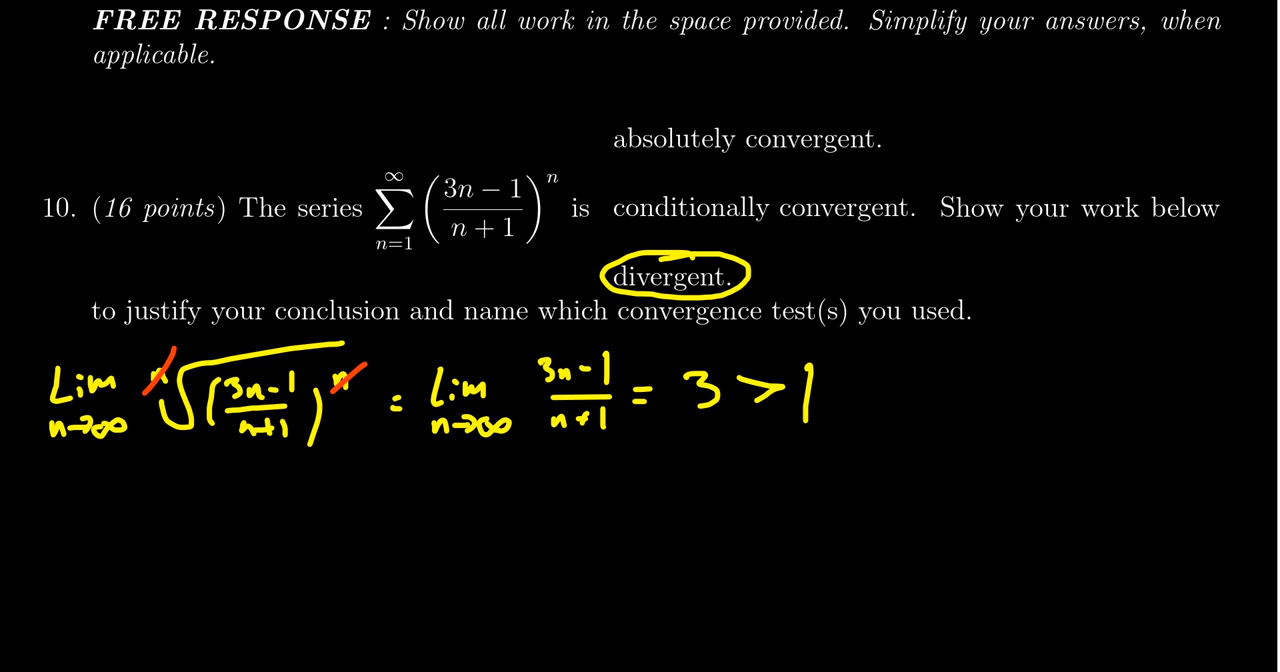 FREE RESPONSE : Show all work in the space provided. Simplify your answers, when
applicable.
absolutely convergent.
10. (16 points) The series ∑_{n=1}^{∞} ((3n − 1)/(n + 1))^n is conditionally convergent. Show your work below
divergent.
to justify your conclusion and name which convergence test(s) you used.
Lim_{n→∞} ⁿ√((3n-1)/(n+1))^n = Lim_{n→∞} (3n-1)/(n+1) = 3 > 1